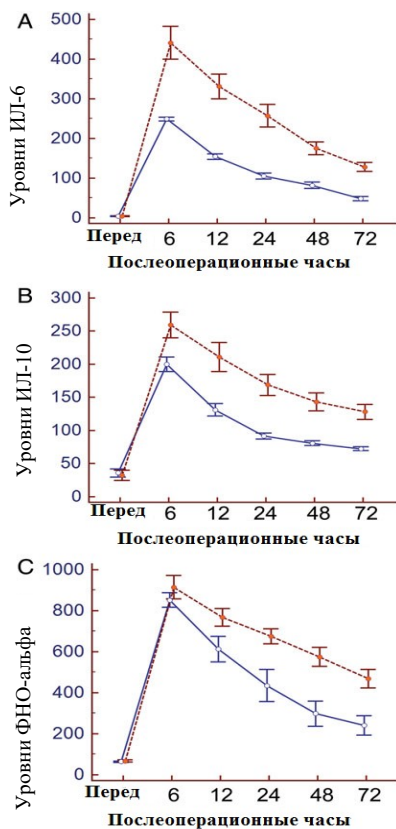 A
Уровни ИЛ-6
500
400
300
200
100
0
Перед 6 12 24 48 72
Послеоперационные часы
B
Уровни ИЛ-10
300
250
200
150
100
50
0
Перед 6 12 24 48 72
Послеоперационные часы
C
Уровни ФНО-альфа
1000
800
600
400
200
0
Перед 6 12 24 48 72
Послеоперационные часы